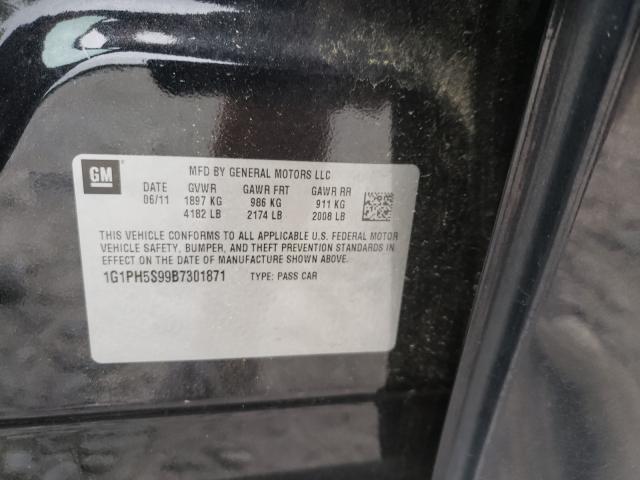 GM
MFD BY GENERAL MOTORS LLC
DATE GVWR GAWR FRT GAWR RR
06/11 1897 KG 986 KG 911 KG
4182 LB 2174 LB 2008 LB
THIS VEHICLE CONFORMS TO ALL APPLICABLE U.S. FEDERAL MOTOR
VEHICLE SAFETY, BUMPER, AND THEFT PREVENTION STANDARDS IN
EFFECT ON THE DATE OF MANUFACTURE SHOWN ABOVE.
1G1PH5S99B7301871 TYPE: PASS CAR